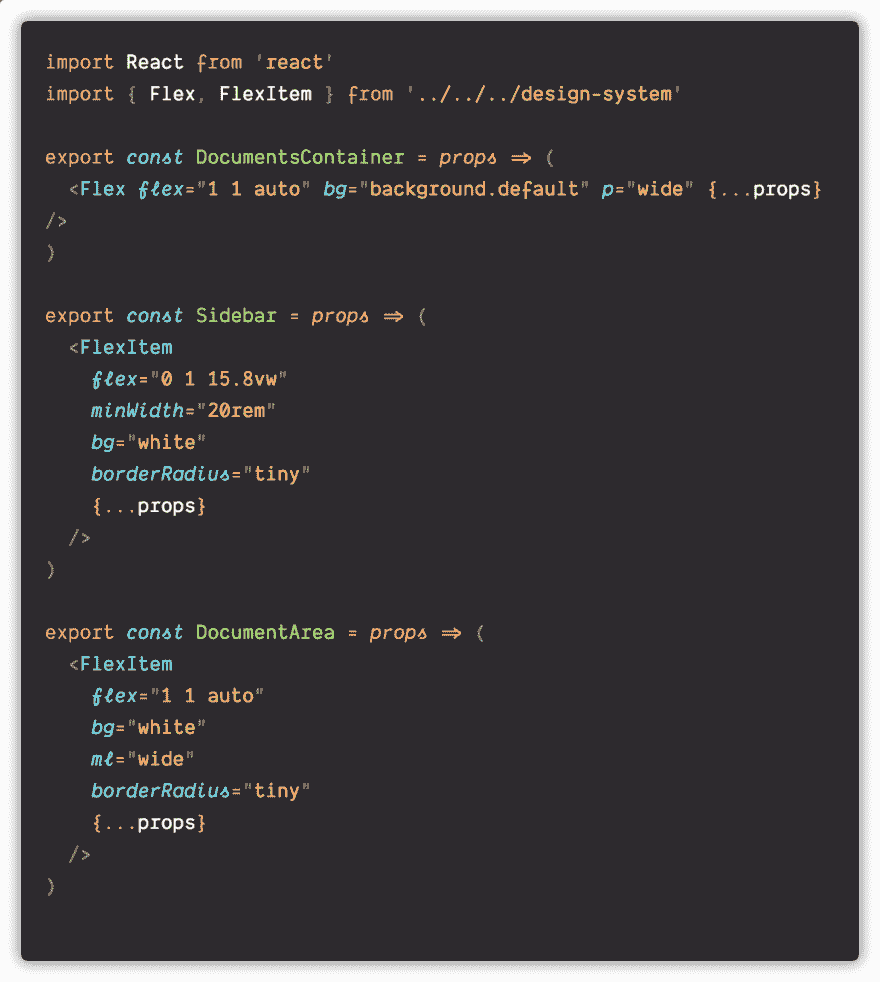 import React from 'react'
import { Flex, FlexItem } from '../../../design-system'

export const DocumentsContainer = props => (
  <Flex flex="1 1 auto" bg="background.default" p="wide" {...props}
/>
)

export const Sidebar = props => (
  <FlexItem
    flex="0 1 15.8vw"
    minWidth="20rem"
    bg="white"
    borderRadius="tiny"
    {...props}
  />
)

export const DocumentArea = props => (
  <FlexItem
    flex="1 1 auto"
    bg="white"
    ml="wide"
    borderRadius="tiny"
    {...props}
  />
)